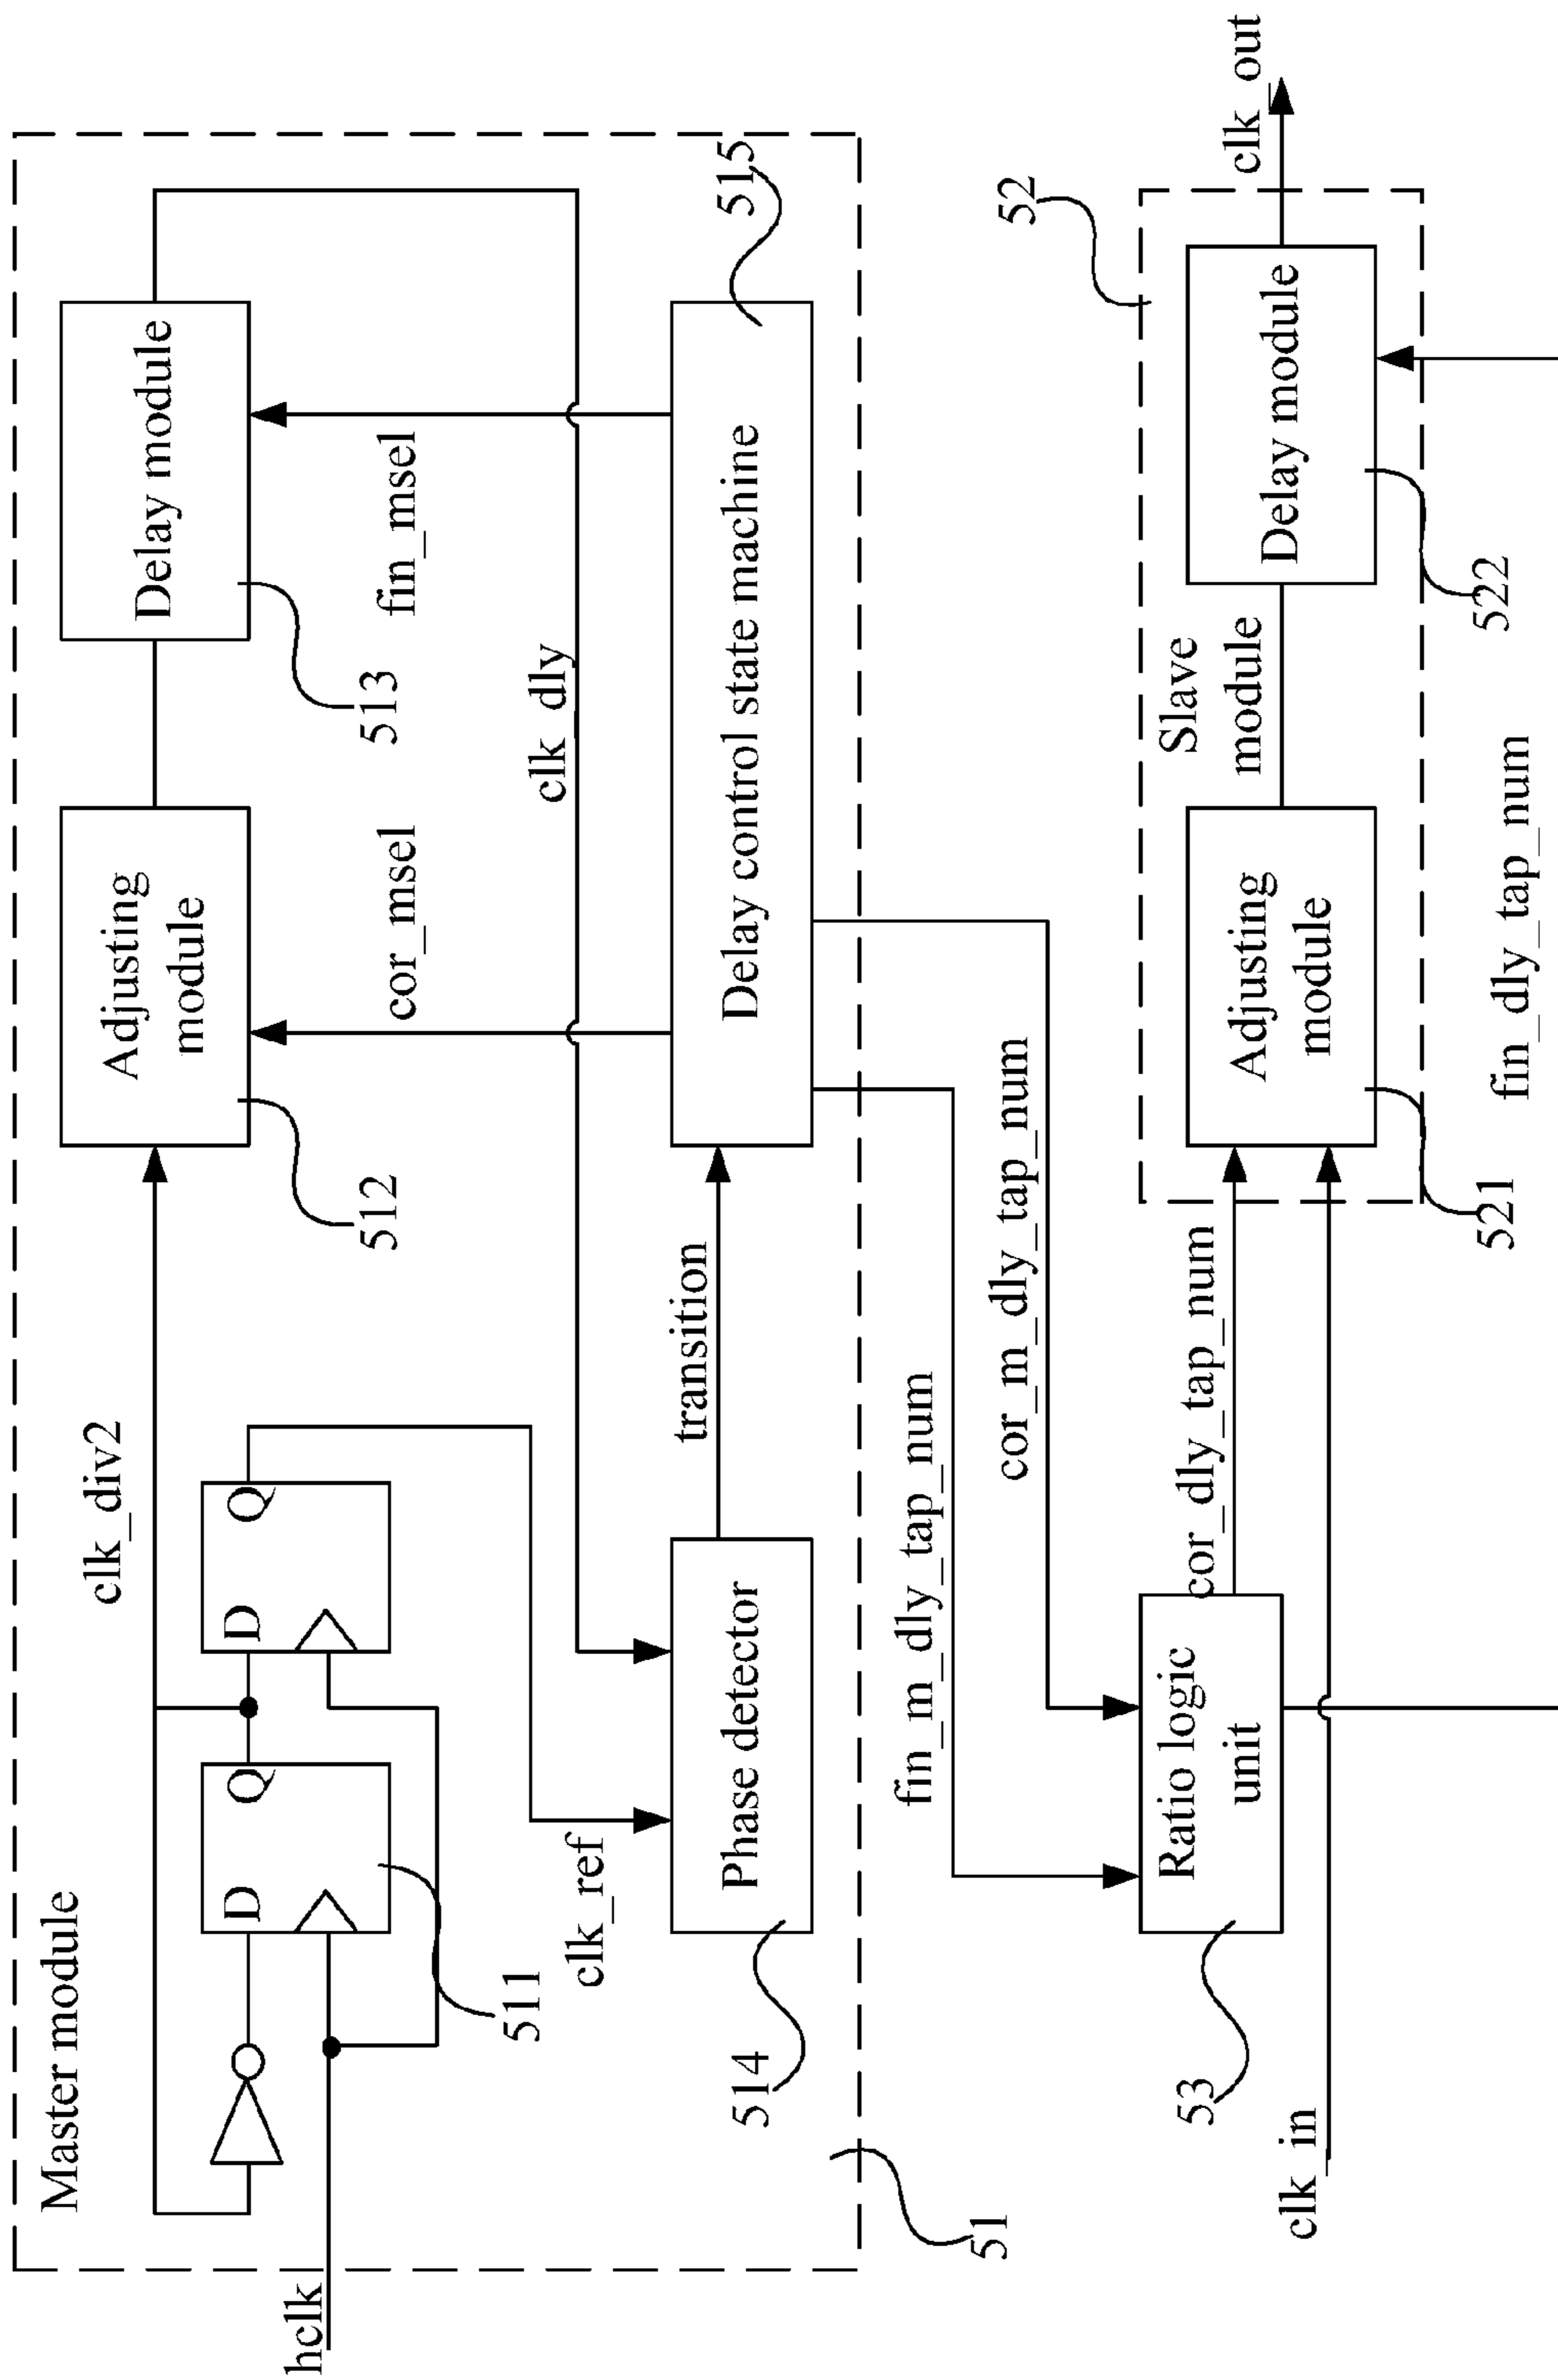 Master module
hclk
D
Q
D
Q
511
clk_div2
Adjusting
module
512
Delay module
513
cor_msel
fin_msel
clk_dly
clk_ref
Phase detector
514
transition
Delay control state machine
515
51
fin_m_dly_tap_num
cor_m_dly_tap_num
Ratio logic
unit
53
cor_dly_tap_num
clk_in
Adjusting
module
521
Slave
module
Delay module
522
52
clk_out
fin_dly_tap_num